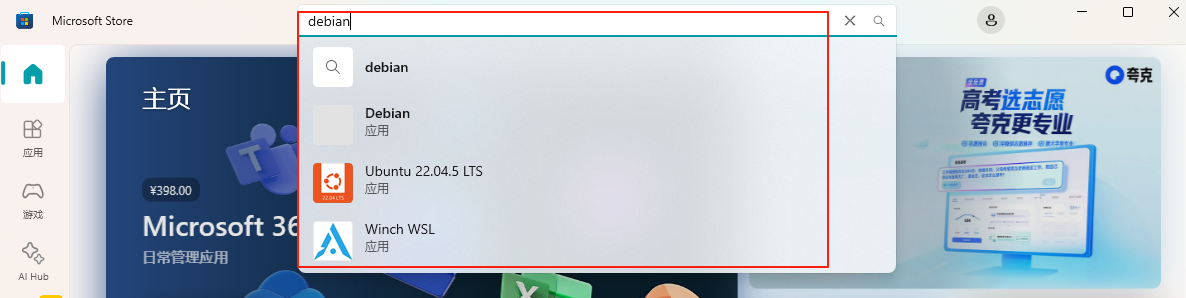 Microsoft Store
debian
主页
¥398.00
Microsoft 36
日常管理应用
应用
游戏
AI Hub
debian
Debian
应用
Ubuntu 22.04.5 LTS
应用
22.04 LTS
Winch WSL
应用
夸克
高考选志愿
夸克更专业